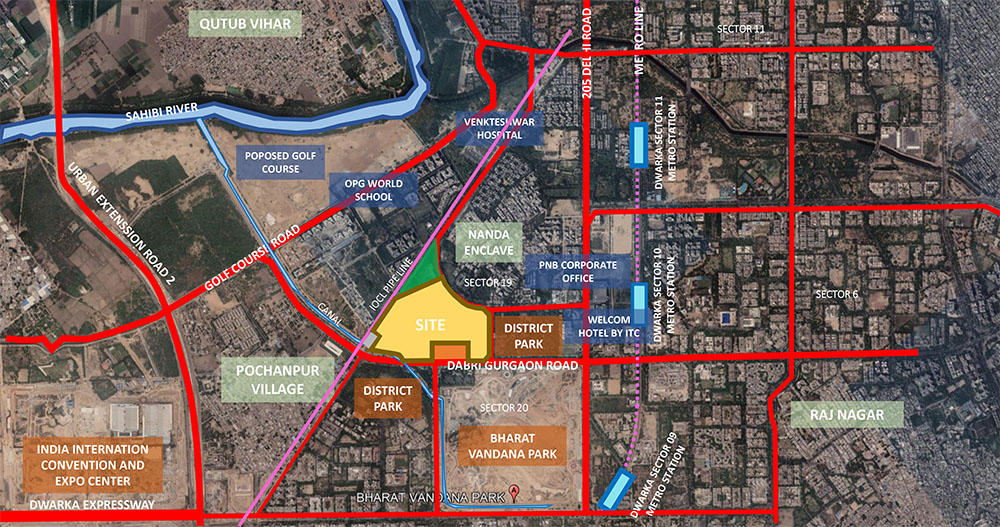 QUTUB VIHAR
SECTOR 11
205 DELHI ROAD
METRO LINE
SAHIBI RIVER
VENKTESHWAR
HOSPITAL
DWARKA SECTOR 11
METRO STATION
POPOSED GOLF
COURSE
OPG WORLD
SCHOOL
URBAN EXTENSSION ROAD 2
GOLF COURSE ROAD
NANDA
ENCLAVE
IOCL PIPE LINE
SECTOR 19
PNB CORPORATE
OFFICE
DWARKA SECTOR 10
METRO STATION
SECTOR 6
CANAL
SITE
DISTRICT
PARK
WELCOM
HOTEL BY ITC
DABRI GURGAON ROAD
POCHANPUR
VILLAGE
DISTRICT
PARK
SECTOR 20
RAJ NAGAR
INDIA INTERNATION
CONVENTION AND
EXPO CENTER
BHARAT
VANDANA PARK
DWARKA SECTOR 09
METRO STATION
BHARAT VANDANA PARK
DWARKA EXPRESSWAY